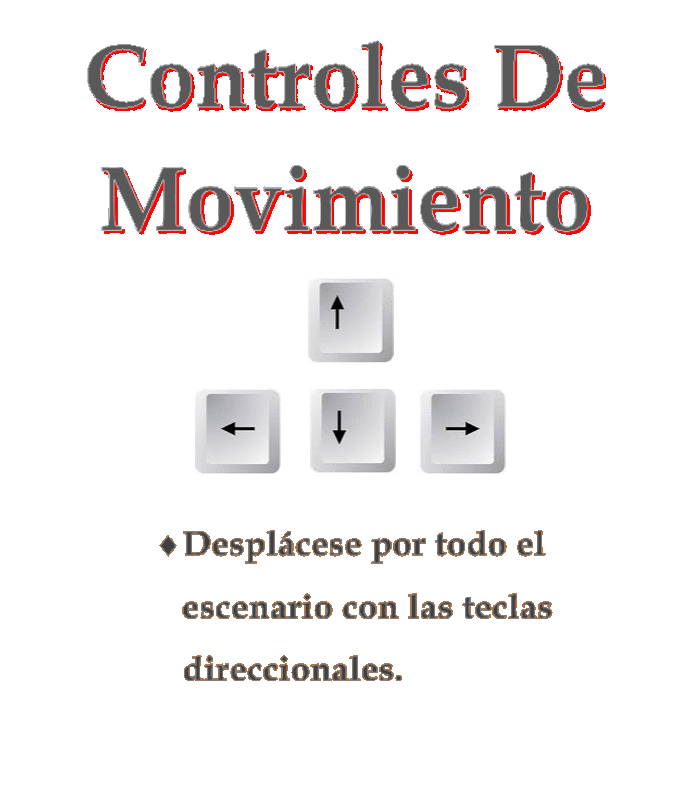 Controles De
Movimiento
↑
← ↓ →
♦ Desplácese por todo el
escenario con las teclas
direccionales.